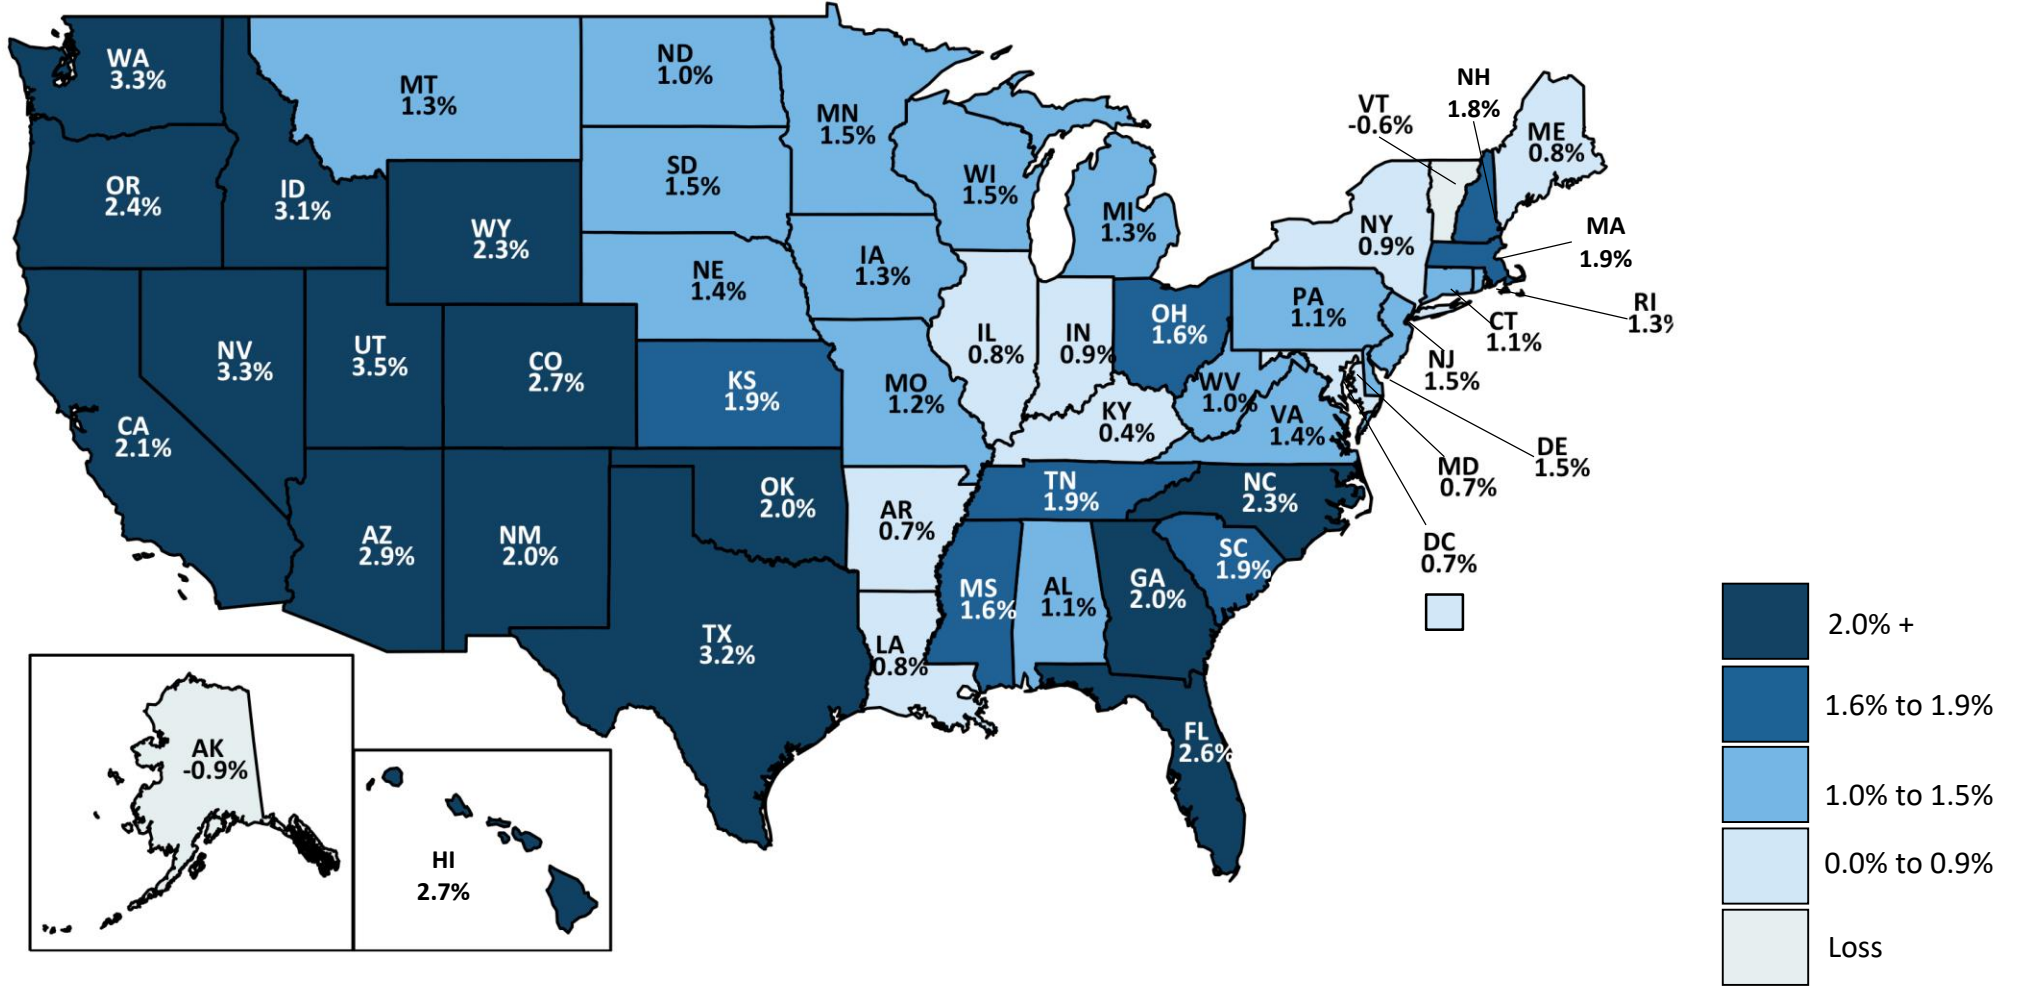 WA
3.3%
MT
1.3%
ND
1.0%
MN
1.5%
NH
1.8%
VT
-0.6%
ME
0.8%
OR
2.4%
ID
3.1%
WY
2.3%
SD
1.5%
WI
1.5%
MI
1.3%
NY
0.9%
MA
1.9%
NE
1.4%
IA
1.3%
PA
1.1%
RI
1.3%
CT
1.1%
NV
3.3%
UT
3.5%
CO
2.7%
IL
0.8%
IN
0.9%
OH
1.6%
NJ
1.5%
KS
1.9%
MO
1.2%
WV
1.0%
KY
0.4%
VA
1.4%
CA
2.1%
DE
1.5%
MD
0.7%
AZ
2.9%
NM
2.0%
OK
2.0%
AR
0.7%
TN
1.9%
NC
2.3%
DC
0.7%
SC
1.9%
MS
1.6%
AL
1.1%
GA
2.0%
TX
3.2%
LA
0.8%
FL
2.6%
AK
-0.9%
HI
2.7%
2.0% +
1.6% to 1.9%
1.0% to 1.5%
0.0% to 0.9%
Loss